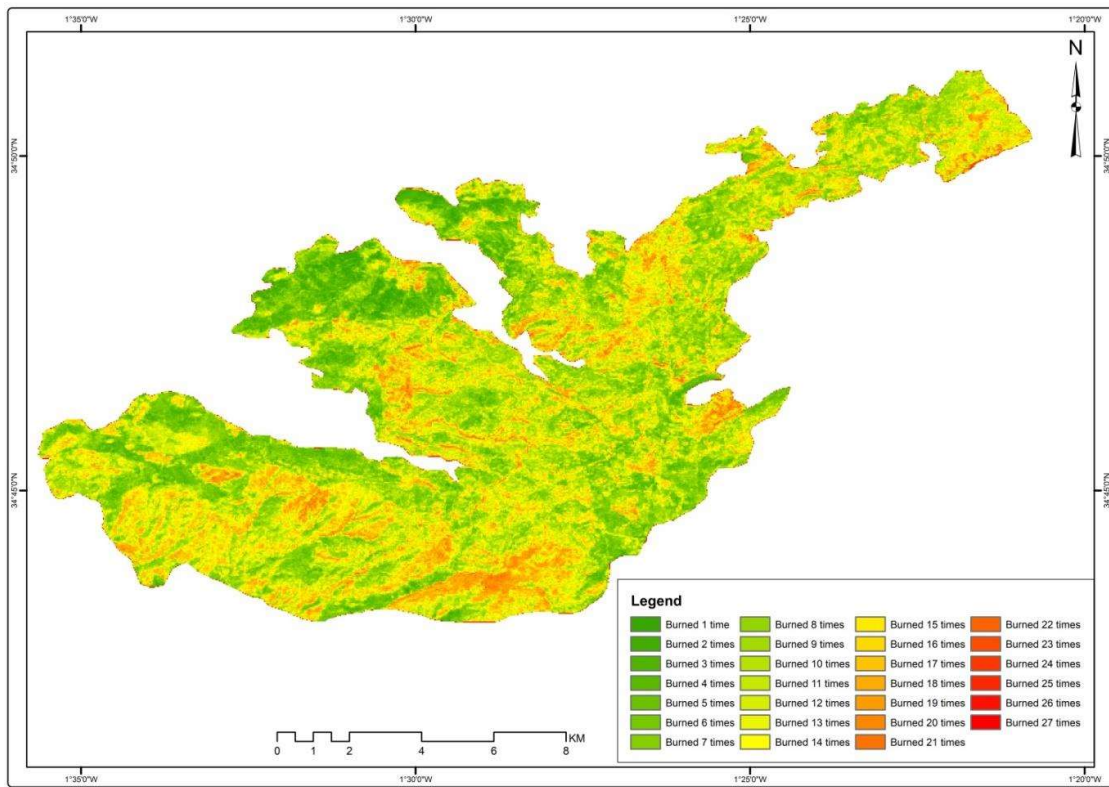 1°35'0"W 1°30'0"W 1°25'0"W 1°20'0"W
N
34°50'0"N 34°50'0"N
34°45'0"N 34°45'0"N
Legend
Burned 1 time Burned 8 times Burned 15 times Burned 22 times
Burned 2 times Burned 9 times Burned 16 times Burned 23 times
Burned 3 times Burned 10 times Burned 17 times Burned 24 times
Burned 4 times Burned 11 times Burned 18 times Burned 25 times
Burned 5 times Burned 12 times Burned 19 times Burned 26 times
Burned 6 times Burned 13 times Burned 20 times Burned 27 times
Burned 7 times Burned 14 times Burned 21 times
KM
0 1 2 4 6 8
1°35'0"W 1°30'0"W 1°25'0"W 1°20'0"W